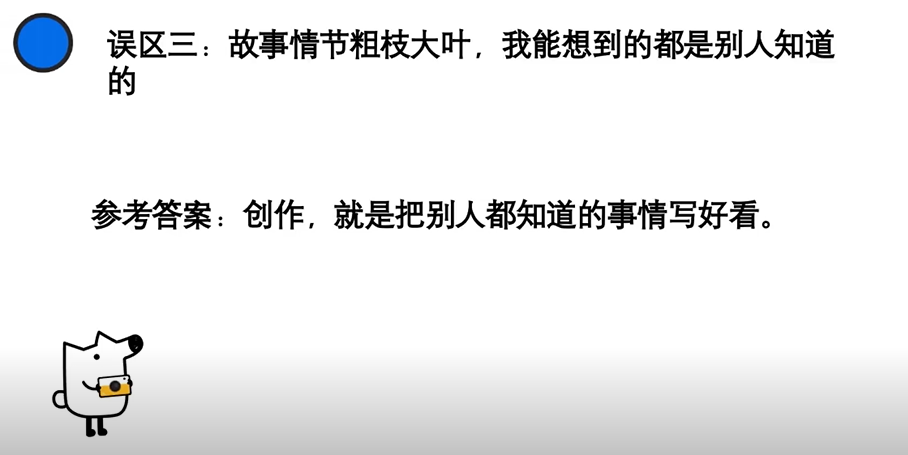 误区三：故事情节粗枝大叶，我能想到的都是别人知道
的
参考答案：创作，就是把别人都知道的事情写好看。